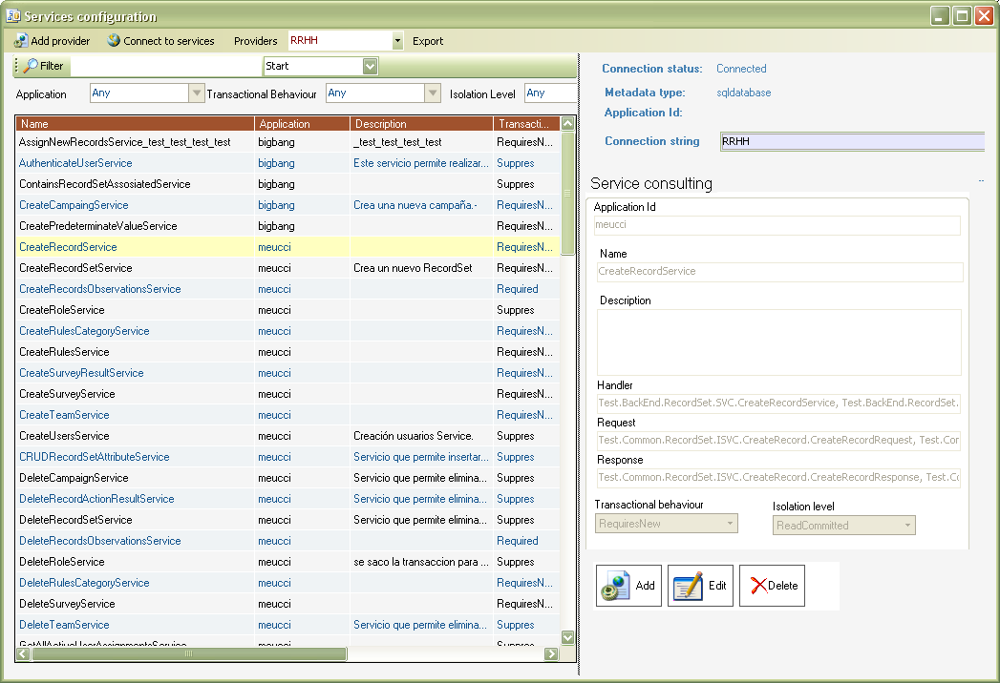 Services configuration
Add provider Connect to services Providers RRHH Export
Filter Start
Application Any Transactional Behaviour Any Isolation Level Any
Name Application Description Transacti...
AssignNewRecordsService_test_test_test_test bigbang _test_test_test_test RequiresN...
AuthenticateUserService bigbang Este servicio permite realizar... Suppres
ContainsRecordSetAssosiatedService bigbang Suppres
CreateCampaingService bigbang Crea una nueva campaña.- RequiresN...
CreatePredeterminateValueService bigbang RequiresN...
CreateRecordService meucci RequiresN...
CreateRecordSetService meucci Crea un nuevo RecordSet RequiresN...
CreateRecordsObservationsService meucci Required
CreateRoleService meucci Suppres
CreateRulesCategoryService meucci RequiresN...
CreateRulesService meucci RequiresN...
CreateSurveyResultService meucci RequiresN...
CreateSurveyService meucci RequiresN...
CreateTeamService meucci RequiresN...
CreateUsersService meucci Creación usuarios Service. Suppres
CRUDRecordSetAttributeService meucci Servicio que permite insertar... Suppres
DeleteCampaignService meucci Servicio que permite elimina... Suppres
DeleteRecordActionResultService meucci Servicio que permite elimina... Suppres
DeleteRecordSetService meucci Servicio que permite elimina... Suppres
DeleteRecordsObservationsService meucci Required
DeleteRoleService meucci se saco la transaccion para ... Suppres
DeleteRulesCategoryService meucci RequiresN...
DeleteSurveyService meucci RequiresN...
DeleteTeamService meucci Servicio que permite elimina... Suppres
GetAllActiveUserAssignmentsService meucci Suppres
Connection status: Connected
Metadata type: sqldatabase
Application Id:
Connection string RRHH
Service consulting
Application Id
meucci
Name
CreateRecordService
Description
Handler
Test.BackEnd.RecordSet.SVC.CreateRecordService, Test.BackEnd.RecordSet.
Request
Test.Common.RecordSet.ISVC.CreateRecord.CreateRecordRequest, Test.Com
Response
Test.Common.RecordSet.ISVC.CreateRecord.CreateRecordResponse, Test.Co
Transactional behaviour Isolation level
RequiresNew ReadCommitted
Add Edit Delete